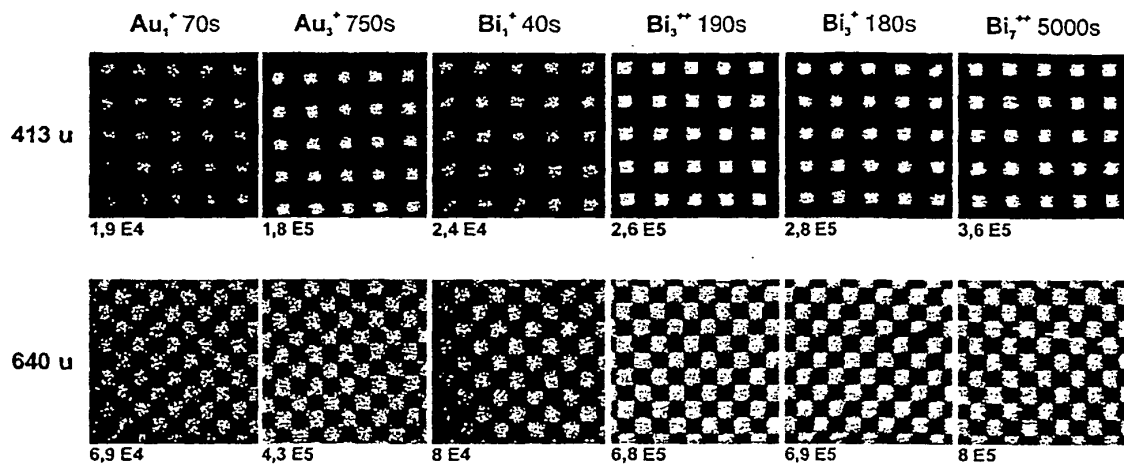 Au₁⁺ 70s Au₃⁺ 750s Bi₁⁺ 40s Bi₃⁺⁺ 190s Bi₃⁺ 180s Bi₇⁺⁺ 5000s
413 u
1,9 E4 1,8 E5 2,4 E4 2,6 E5 2,8 E5 3,6 E5
640 u
6,9 E4 4,3 E5 8 E4 6,8 E5 6,9 E5 8 E5